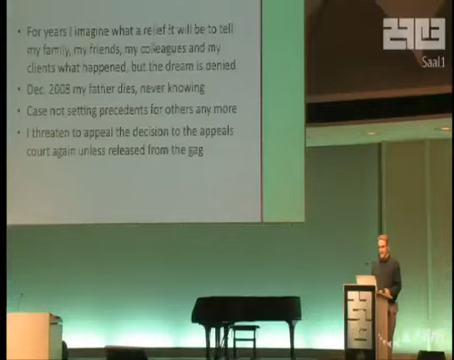 • For years I imagine what a relief it will be to tell
my family, my friends, my colleagues and my
clients what happened, but the dream is denied
• Dec. 2008 my father dies, never knowing
• Case not setting precedents for others any more
• I threaten to appeal the decision to the appeals
court again unless released from the gag
Saal1